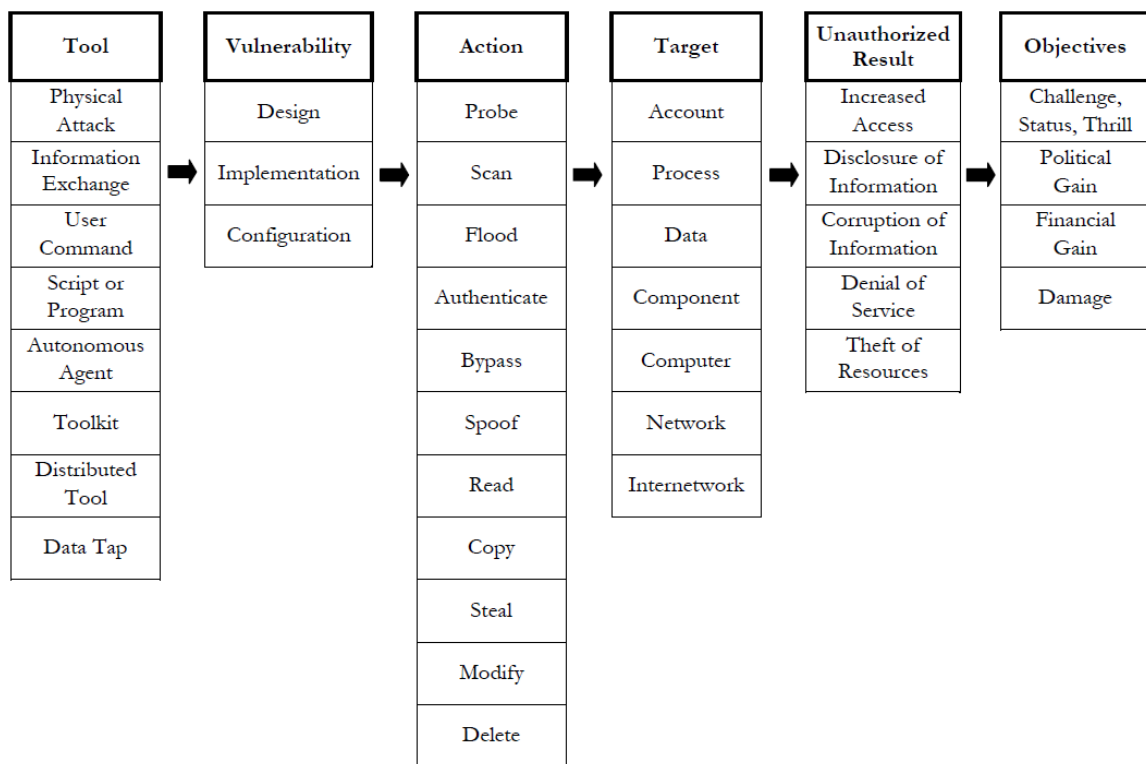 Tool
Physical
Attack
Information
Exchange
User
Command
Script or
Program
Autonomous
Agent
Toolkit
Distributed
Tool
Data Tap
Vulnerability
Design
Implementation
Configuration
Action
Probe
Scan
Flood
Authenticate
Bypass
Spoof
Read
Copy
Steal
Modify
Delete
Target
Account
Process
Data
Component
Computer
Network
Internetwork
Unauthorized
Result
Increased
Access
Disclosure of
Information
Corruption of
Information
Denial of
Service
Theft of
Resources
Objectives
Challenge,
Status, Thrill
Political
Gain
Financial
Gain
Damage